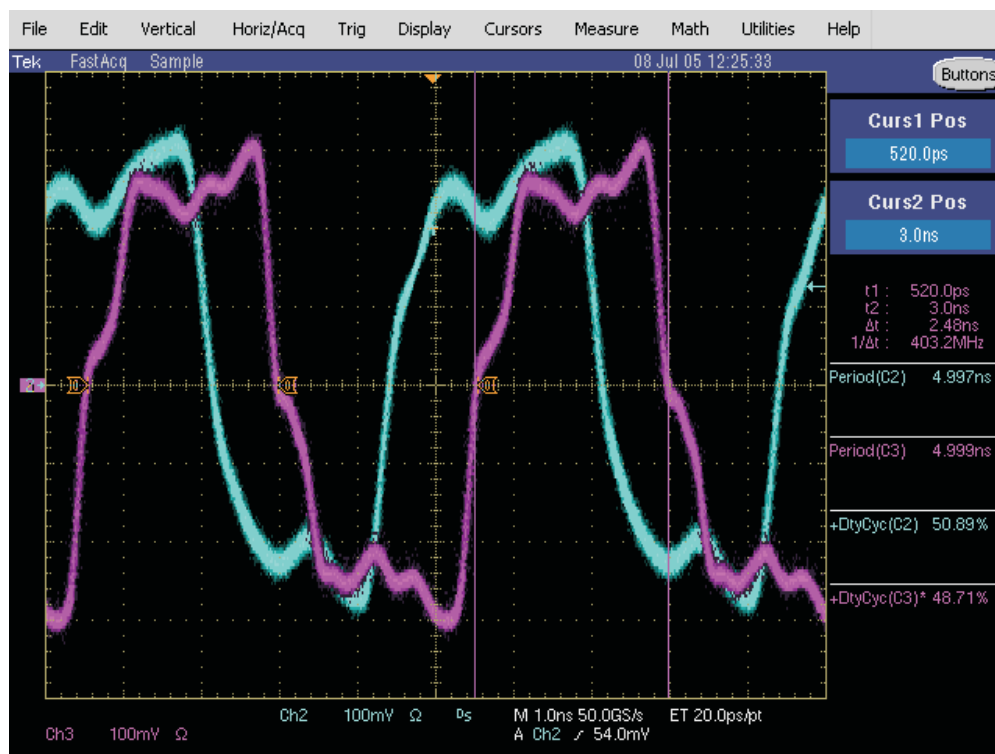 File Edit Vertical Horiz/Acq Trig Display Cursors Measure Math Utilities Help
Tek FastAcq Sample 08 Jul 05 12:25:33
Buttons
Curs1 Pos
520.0ps
Curs2 Pos
3.0ns
t1 : 520.0ps
t2 : 3.0ns
Δt : 2.48ns
1/Δt : 403.2MHz
Period(C2) 4.997ns
Period(C3) 4.999ns
+DtyCyc(C2) 50.89%
+DtyCyc(C3)* 48.71%
Ch2 100mV Ω Ds M 1.0ns 50.0GS/s ET 20.0ps/pt
Ch3 100mV Ω A Ch2 ⁄ 54.0mV